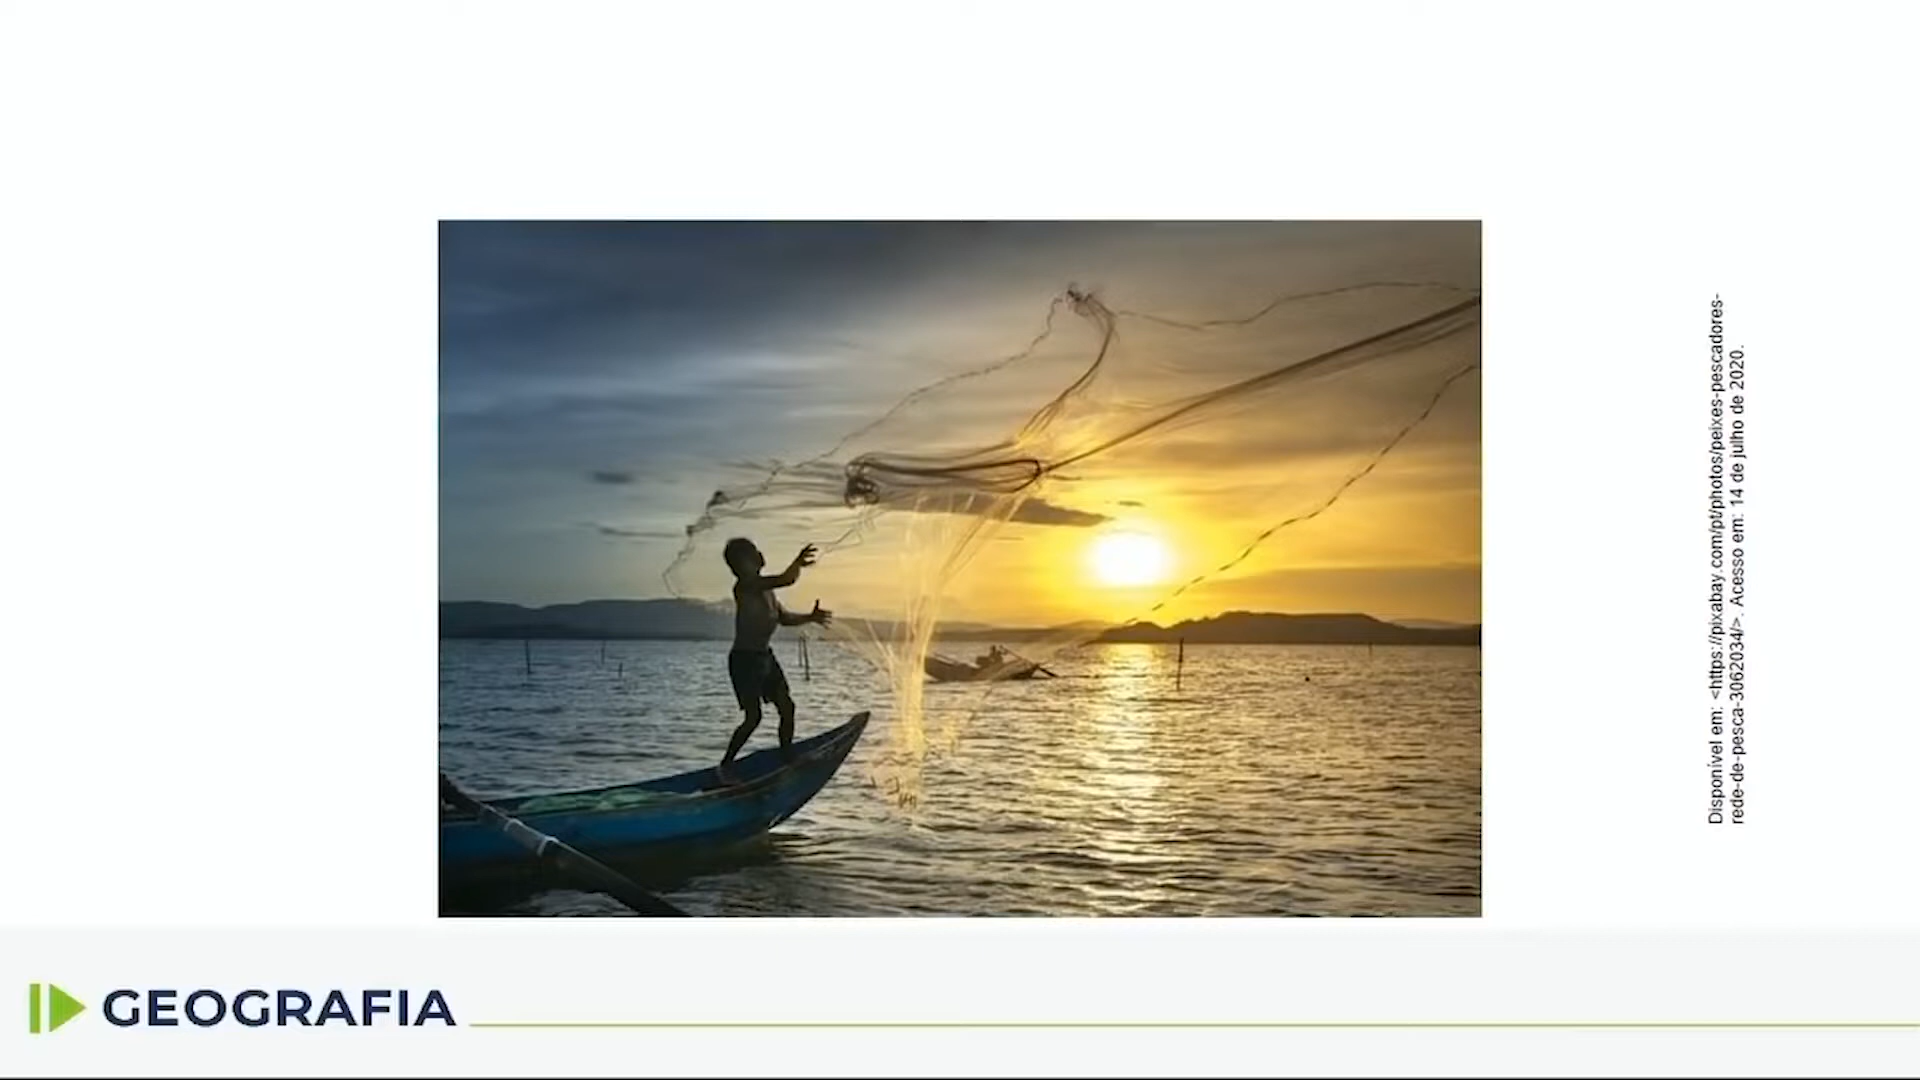 Disponível em: <https://pixabay.com/pt/photos/peixes-pescadores-
rede-de-pesca-3062034/>. Acesso em: 14 de julho de 2020.
GEOGRAFIA